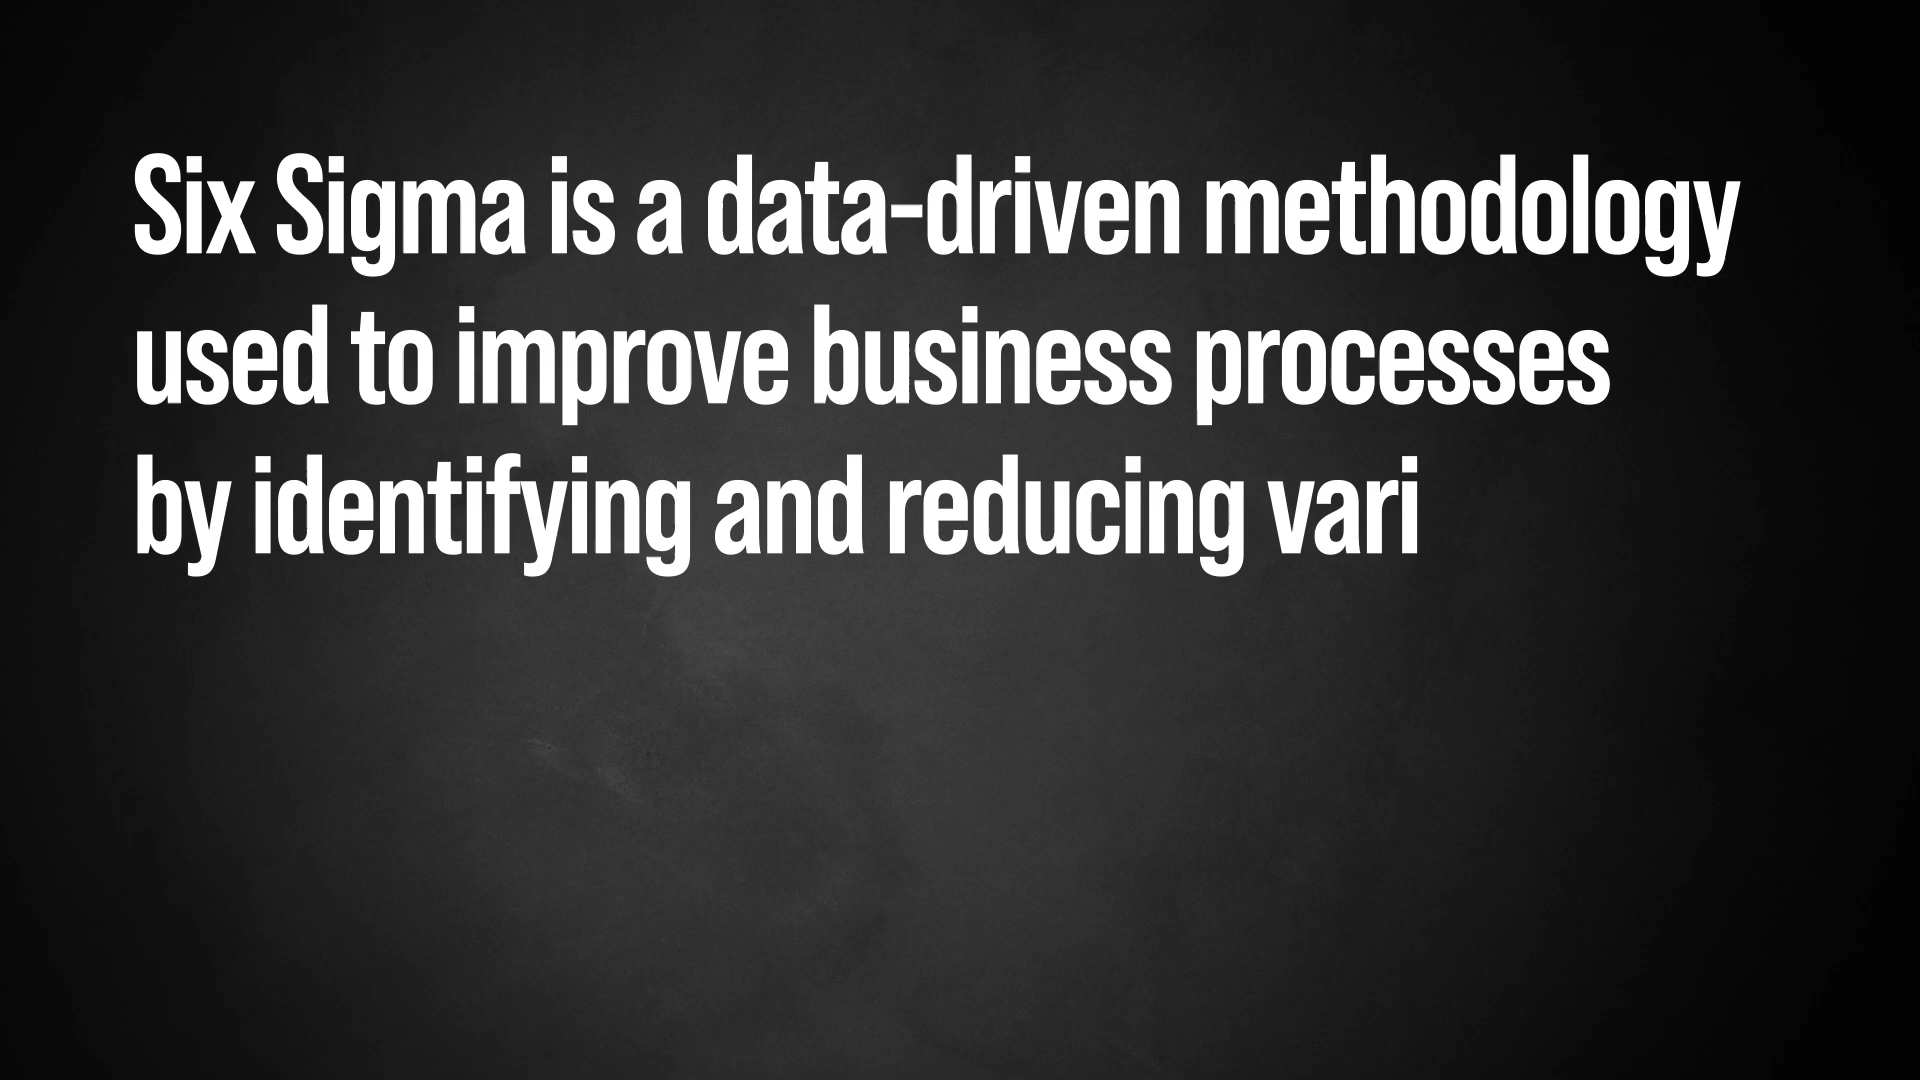 Six Sigma is a data-driven methodology
used to improve business processes
by identifying and reducing vari